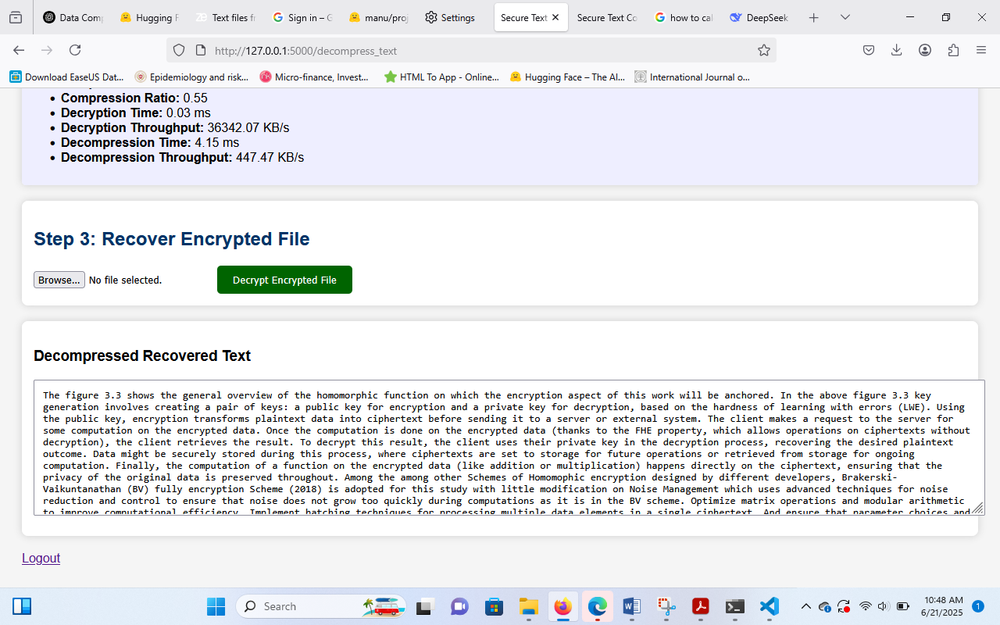 Data Comp
Hugging F
Text files f
Sign in – G
manu/proj
Settings
Secure Text
Secure Text Co
how to cal
DeepSeek
http://127.0.0.1:5000/decompress_text
Download EaseUS Dat...
Epidemiology and risk...
Micro-finance, Invest...
HTML To App - Online...
Hugging Face – The AI...
International Journal o...
Compression Ratio: 0.55
Decryption Time: 0.03 ms
Decryption Throughput: 36342.07 KB/s
Decompression Time: 4.15 ms
Decompression Throughput: 447.47 KB/s
Step 3: Recover Encrypted File
Browse... No file selected.
Decrypt Encrypted File
Decompressed Recovered Text
The figure 3.3 shows the general overview of the homomorphic function on which the encryption aspect of this work will be anchored. In the above figure 3.3 key
generation involves creating a pair of keys: a public key for encryption and a private key for decryption, based on the hardness of learning with errors (LWE). Using
the public key, encryption transforms plaintext data into ciphertext before sending it to a server or external system. The client makes a request to the server for
some computation on the encrypted data. Once the computation is done on the encrypted data (thanks to the FHE property, which allows operations on ciphertexts without
decryption), the client retrieves the result. To decrypt this result, the client uses their private key in the decryption process, recovering the desired plaintext
outcome. Data might be securely stored during this process, where ciphertexts are set to storage for future operations or retrieved from storage for ongoing
computation. Finally, the computation of a function on the encrypted data (like addition or multiplication) happens directly on the ciphertext, ensuring that the
privacy of the original data is preserved throughout. Among the among other Schemes of Homomophic encryption designed by different developers, Brakerski-
Vaikuntanathan (BV) fully encryption Scheme (2018) is adopted for this study with little modification on Noise Management which uses advanced techniques for noise
reduction and control to ensure that noise does not grow too quickly during computations as it is in the BV scheme. Optimize matrix operations and modular arithmetic
to improve computational efficiency. Implement batching techniques for processing multiple data elements in a single ciphertext. And ensure that parameter choices and
Logout
Search
10:48 AM
6/21/2025
1